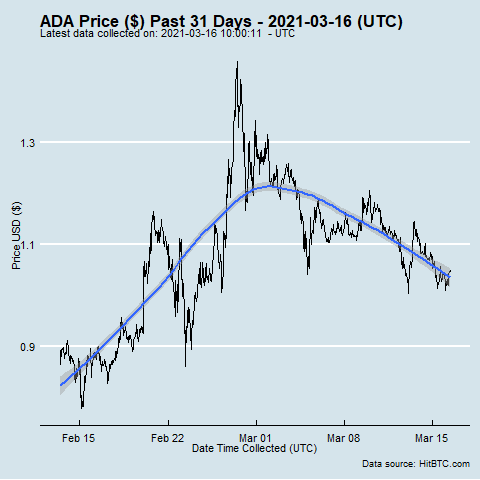 ADA Price ($) Past 31 Days - 2021-03-16 (UTC)
Latest data collected on: 2021-03-16 10:00:11 - UTC
1.3
1.1
0.9
Price USD ($)
Feb 15 Feb 22 Mar 01 Mar 08 Mar 15
Date Time Collected (UTC)
Data source: HitBTC.com